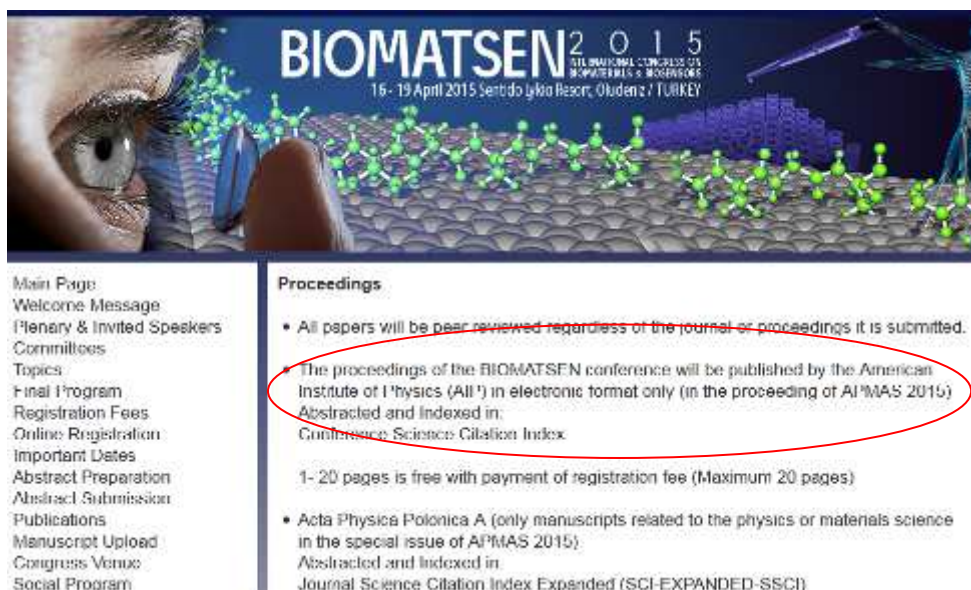 BIOMATSEN 2015
INTERNATIONAL CONGRESS ON
BIOMATERIALS & BIOSENSORS
16 - 19 April 2015 Sentido Lykia Resort, Oludeniz / TURKEY
Main Page
Welcome Message
Plenary & Invited Speakers
Committees
Topics
Final Program
Registration Fees
Online Registration
Important Dates
Abstract Preparation
Abstract Submission
Publications
Manuscript Upload
Congress Venue
Social Program
Proceedings
• All papers will be peer reviewed regardless of the journal or proceedings it is submitted.
• The proceedings of the BIOMATSEN conference will be published by the American
Institute of Physics (AIP) in electronic format only (in the proceeding of APMAS 2015)
Abstracted and Indexed in:
Conference Science Citation Index
1- 20 pages is free with payment of registration fee (Maximum 20 pages)
• Acta Physica Polonica A (only manuscripts related to the physics or materials science
in the special issue of APMAS 2015)
Abstracted and Indexed in
Journal Science Citation Index Expanded (SCI-EXPANDED-SSCI)